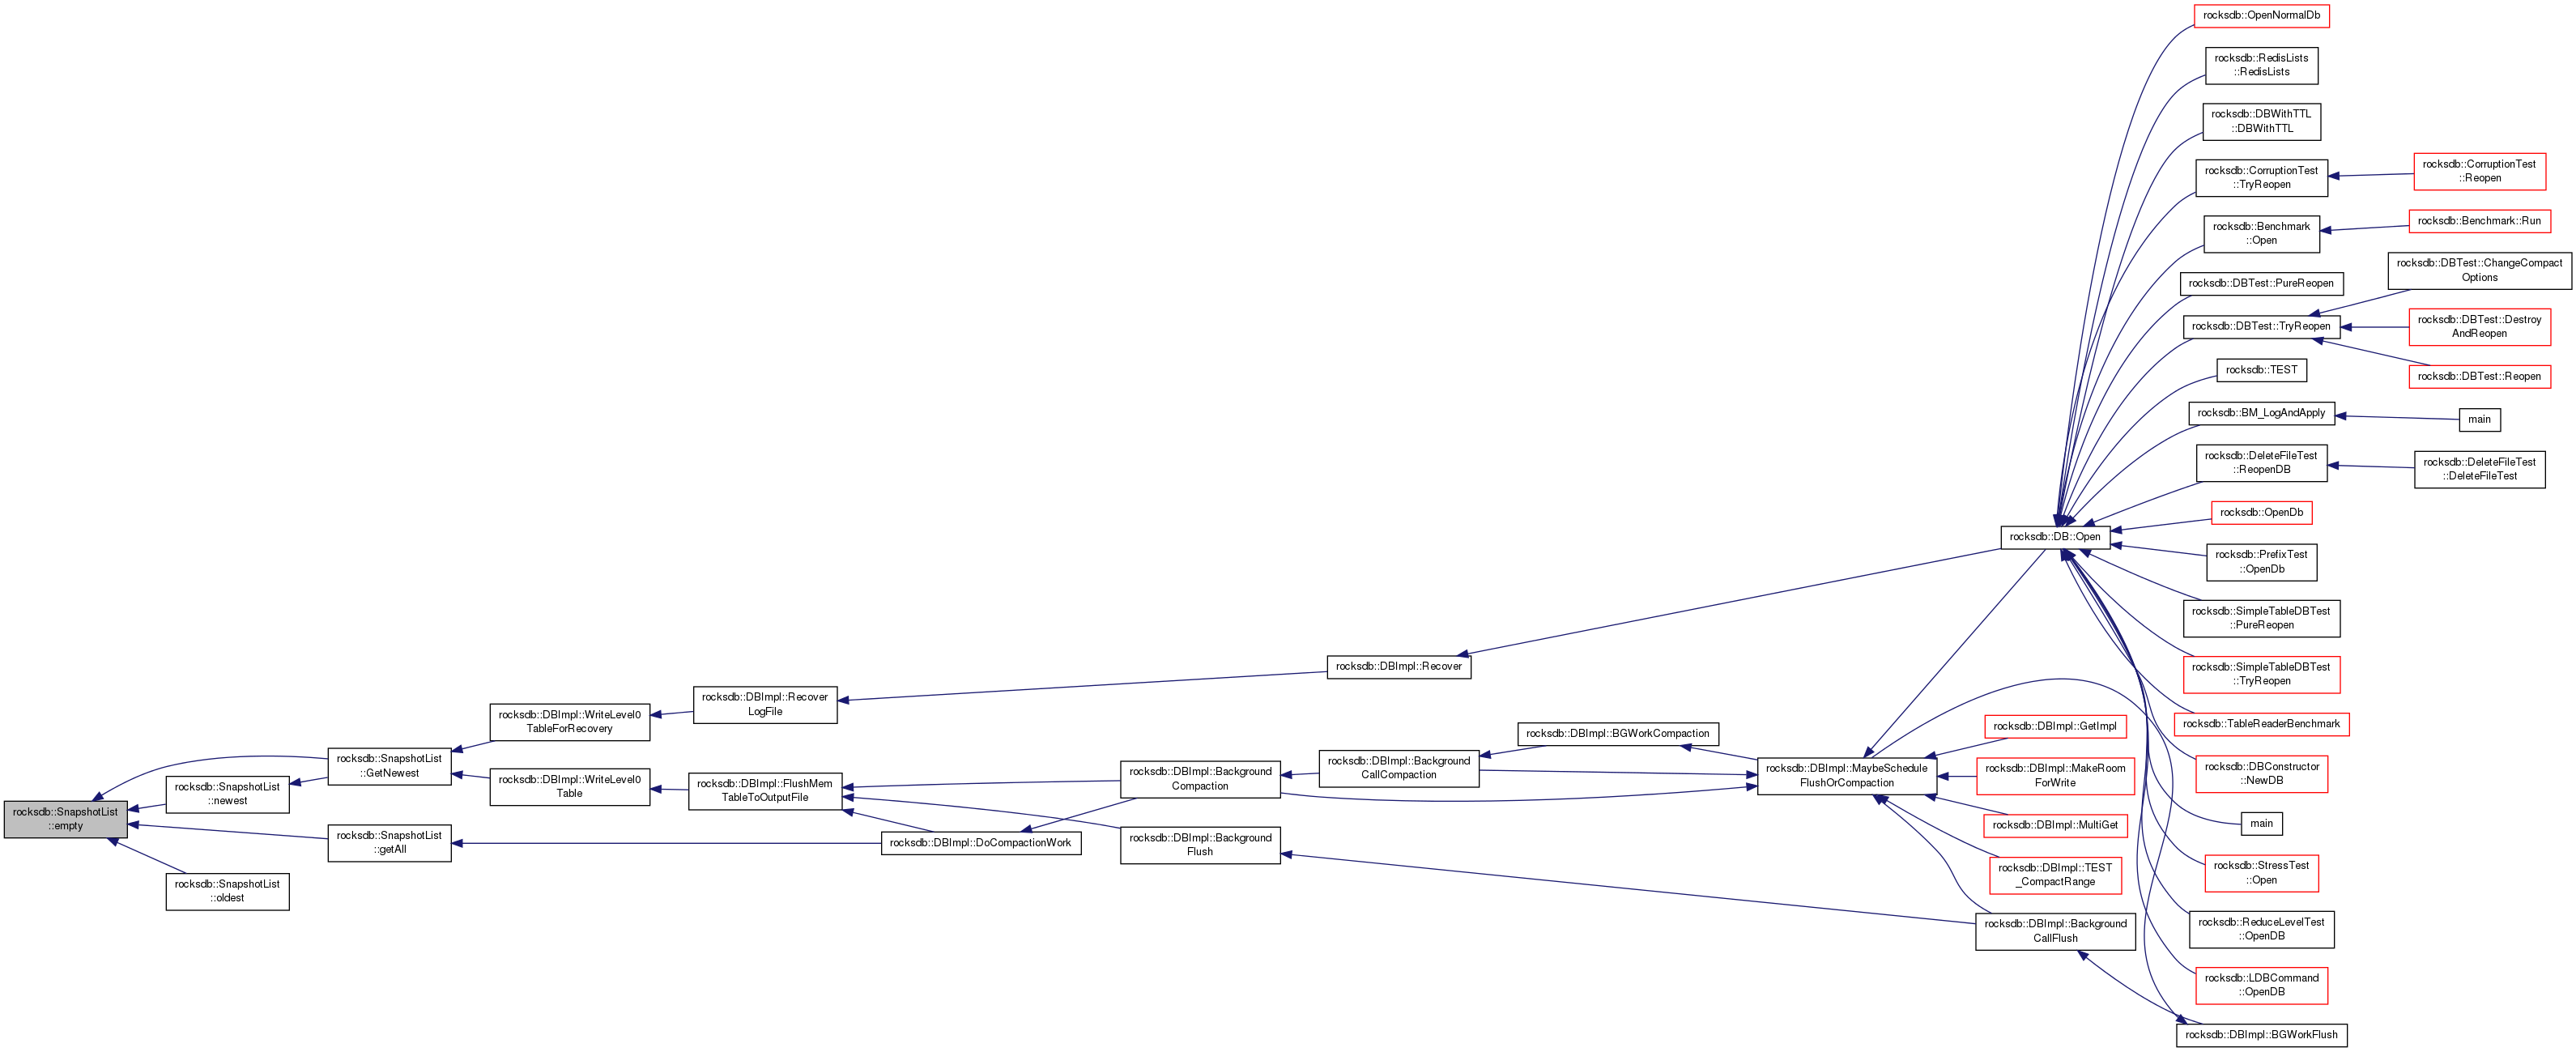 rocksdb::SnapshotList
::empty
rocksdb::SnapshotList
::newest
rocksdb::SnapshotList
::oldest
rocksdb::SnapshotList
::GetNewest
rocksdb::SnapshotList
::getAll
rocksdb::DBImpl::WriteLevel0
TableForRecovery
rocksdb::DBImpl::WriteLevel0
Table
rocksdb::DBImpl::Recover
LogFile
rocksdb::DBImpl::FlushMem
TableToOutputFile
rocksdb::DBImpl::DoCompactionWork
rocksdb::DBImpl::Background
Compaction
rocksdb::DBImpl::Background
Flush
rocksdb::DBImpl::Recover
rocksdb::DBImpl::Background
CallCompaction
rocksdb::DBImpl::BGWorkCompaction
rocksdb::DBImpl::MaybeSchedule
FlushOrCompaction
rocksdb::DB::Open
rocksdb::DBImpl::GetImpl
rocksdb::DBImpl::MakeRoom
ForWrite
rocksdb::DBImpl::MultiGet
rocksdb::DBImpl::TEST
_CompactRange
rocksdb::DBImpl::Background
CallFlush
rocksdb::OpenNormalDb
rocksdb::RedisLists
::RedisLists
rocksdb::DBWithTTL
::DBWithTTL
rocksdb::CorruptionTest
::TryReopen
rocksdb::Benchmark
::Open
rocksdb::DBTest::PureReopen
rocksdb::DBTest::TryReopen
rocksdb::TEST
rocksdb::BM_LogAndApply
rocksdb::DeleteFileTest
::ReopenDB
rocksdb::OpenDb
rocksdb::PrefixTest
::OpenDb
rocksdb::SimpleTableDBTest
::PureReopen
rocksdb::SimpleTableDBTest
::TryReopen
rocksdb::TableReaderBenchmark
rocksdb::DBConstructor
::NewDB
main
rocksdb::StressTest
::Open
rocksdb::ReduceLevelTest
::OpenDB
rocksdb::LDBCommand
::OpenDB
rocksdb::DBImpl::BGWorkFlush
rocksdb::CorruptionTest
::Reopen
rocksdb::Benchmark::Run
rocksdb::DBTest::ChangeCompact
Options
rocksdb::DBTest::Destroy
AndReopen
rocksdb::DBTest::Reopen
main
rocksdb::DeleteFileTest
::DeleteFileTest